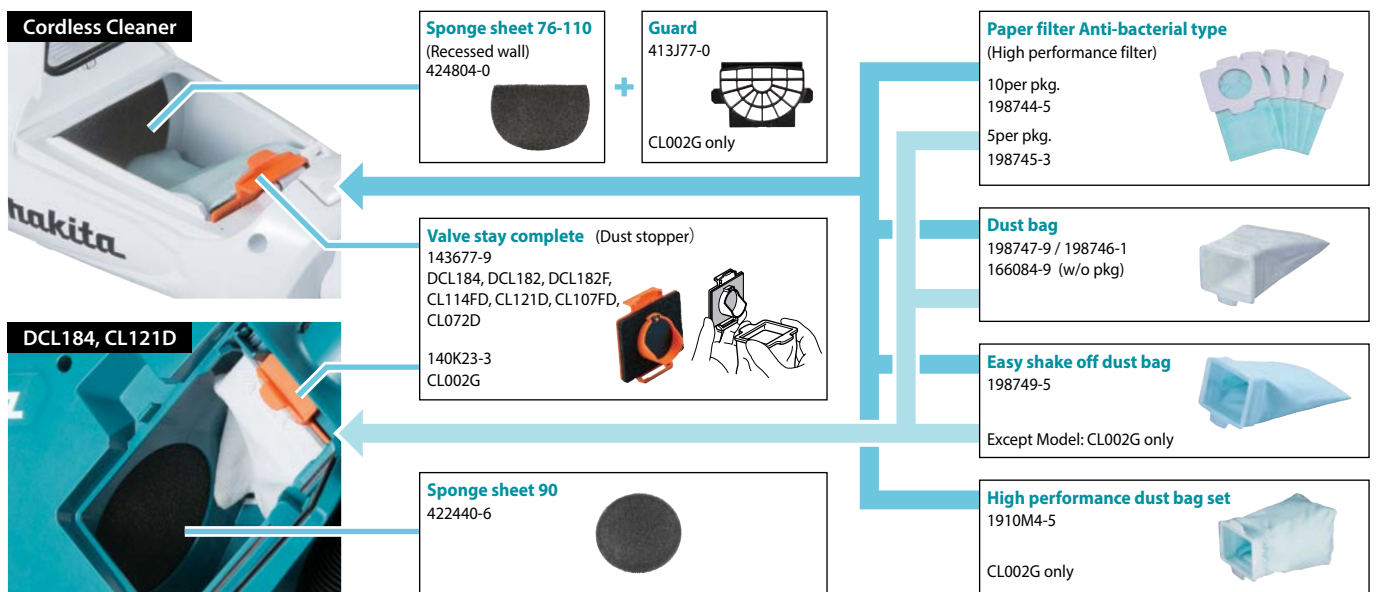 Cordless Cleaner
makita
Sponge sheet 76-110
(Recessed wall)
424804-0
Guard
413J77-0
CL002G only
Valve stay complete (Dust stopper)
143677-9
DCL184, DCL182, DCL182F,
CL114FD, CL121D, CL107FD,
CL072D
140K23-3
CL002G
DCL184, CL121D
Sponge sheet 90
422440-6
Paper filter Anti-bacterial type
(High performance filter)
10per pkg.
198744-5
5per pkg.
198745-3
Dust bag
198747-9 / 198746-1
166084-9 (w/o pkg)
Easy shake off dust bag
198749-5
Except Model: CL002G only
High performance dust bag set
1910M4-5
CL002G only